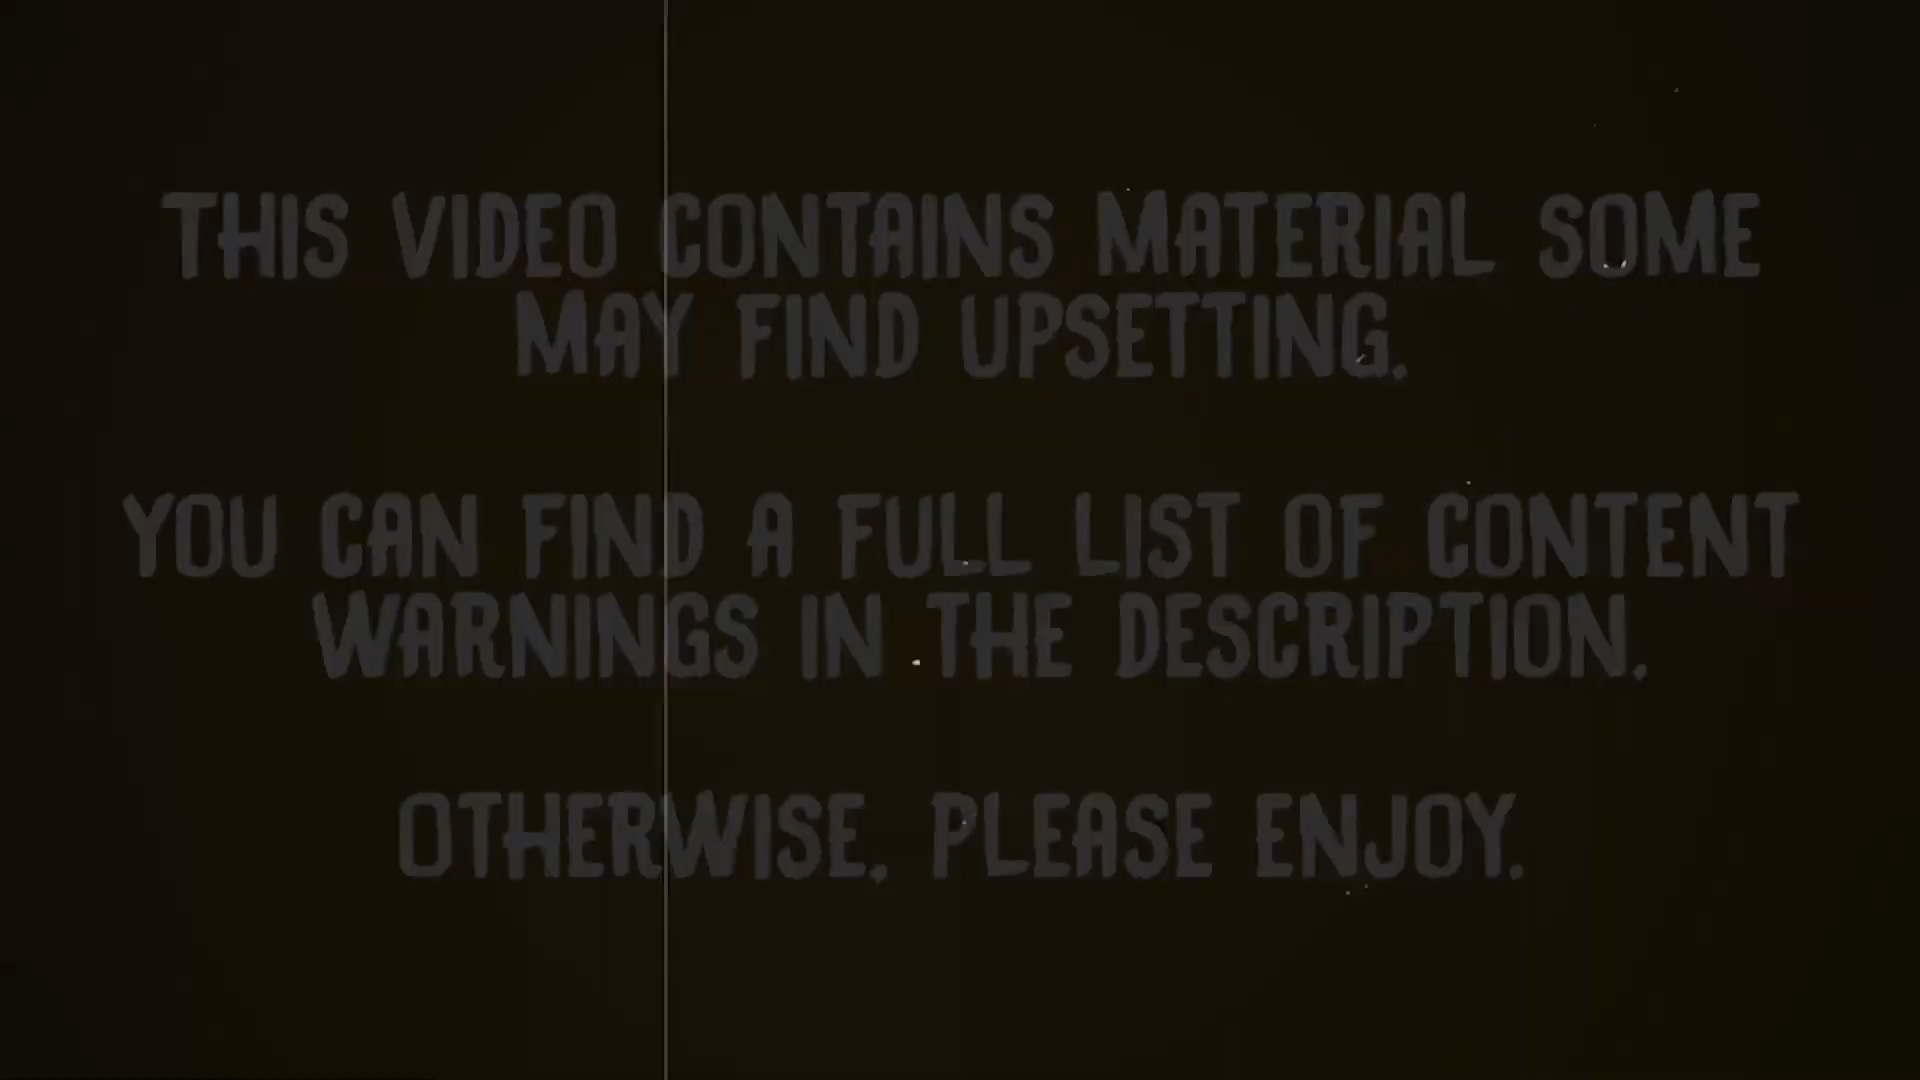 THIS VIDEO CONTAINS MATERIAL SOME
MAY FIND UPSETTING.
YOU CAN FIND A FULL LIST OF CONTENT
WARNINGS IN THE DESCRIPTION.
OTHERWISE, PLEASE ENJOY.